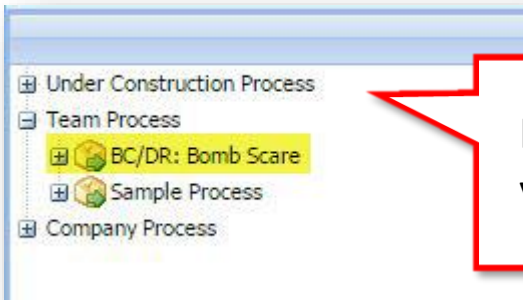 Under Construction Process
Team Process
BC/DR: Bomb Scare
Sample Process
Company Process